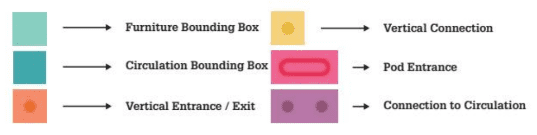 Furniture Bounding Box
Vertical Connection
Circulation Bounding Box
Pod Entrance
Vertical Entrance / Exit
Connection to Circulation